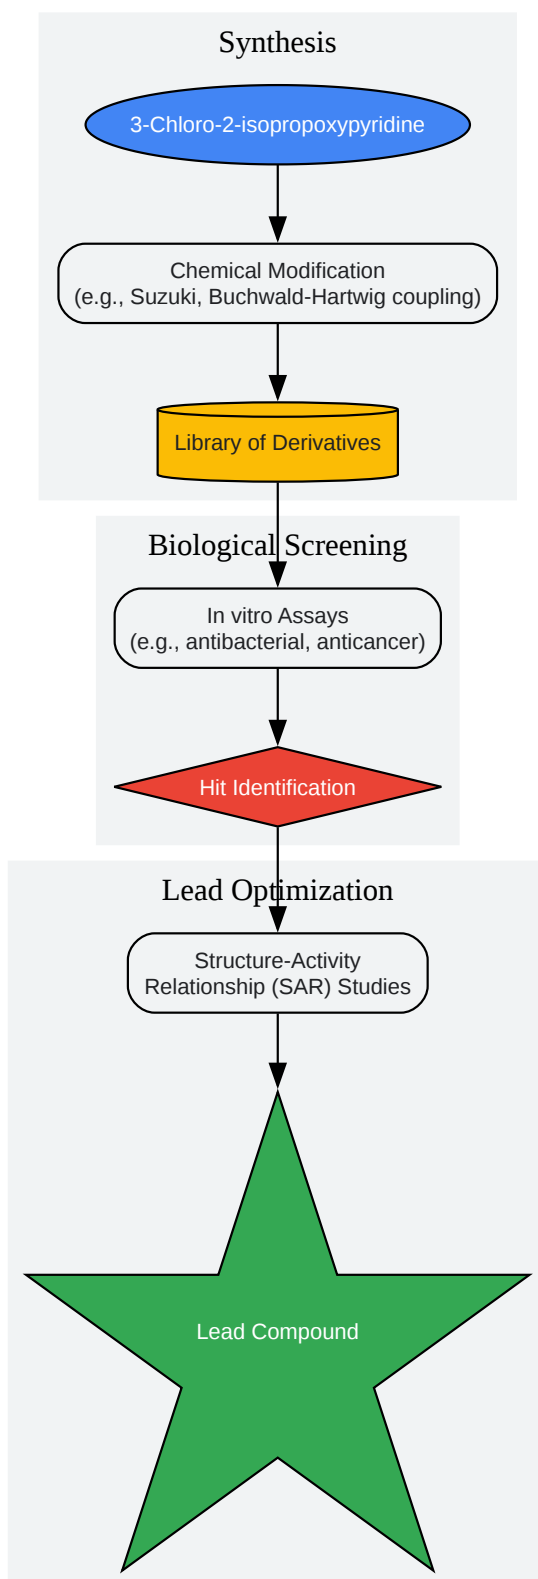 Synthesis
3-Chloro-2-isopropoxypyridine
Chemical Modification
(e.g., Suzuki, Buchwald-Hartwig coupling)
Library of Derivatives
Biological Screening
In vitro Assays
(e.g., antibacterial, anticancer)
Hit Identification
Lead Optimization
Structure-Activity
Relationship (SAR) Studies
Lead Compound